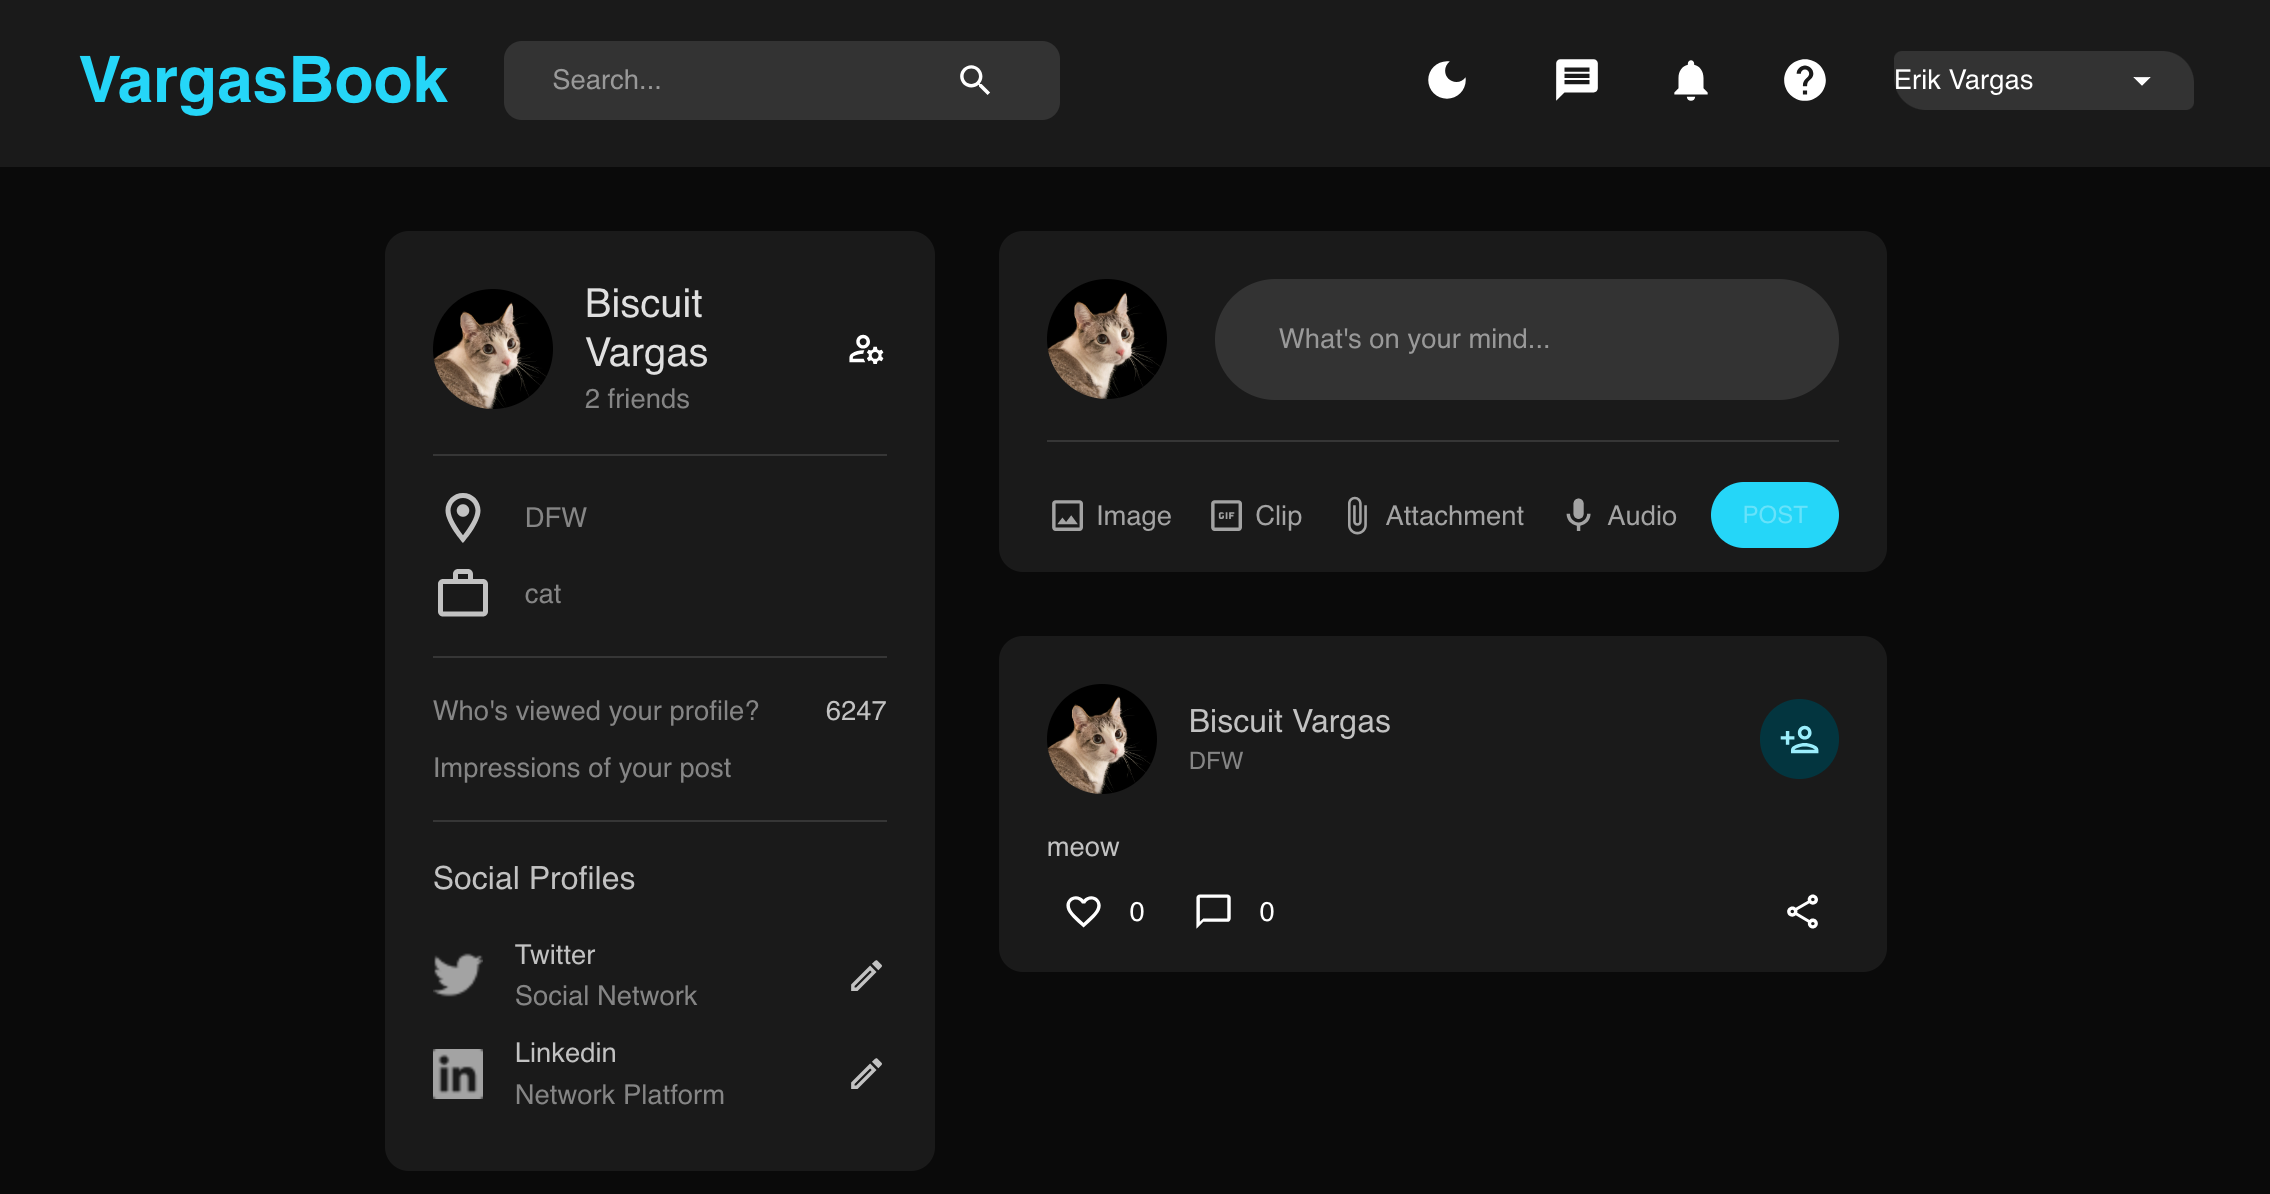 VargasBook
Search...
Erik Vargas
Biscuit
Vargas
2 friends
DFW
cat
Who's viewed your profile? 6247
Impressions of your post
Social Profiles
Twitter
Social Network
in
Linkedin
Network Platform
What's on your mind...
Image GIF Clip Attachment Audio POST
Biscuit Vargas
DFW
meow
0 0